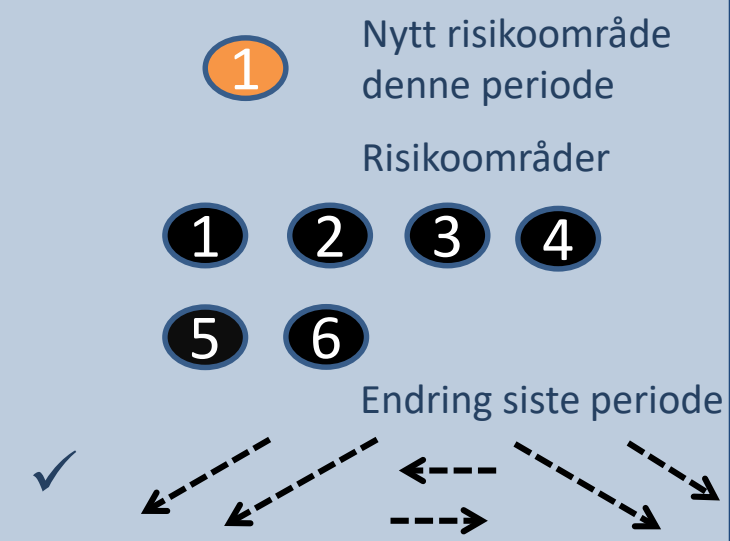 Nytt risikoområde
1
denne periode
Risikoområder
1 2 3 4
5 6
Endring siste periode